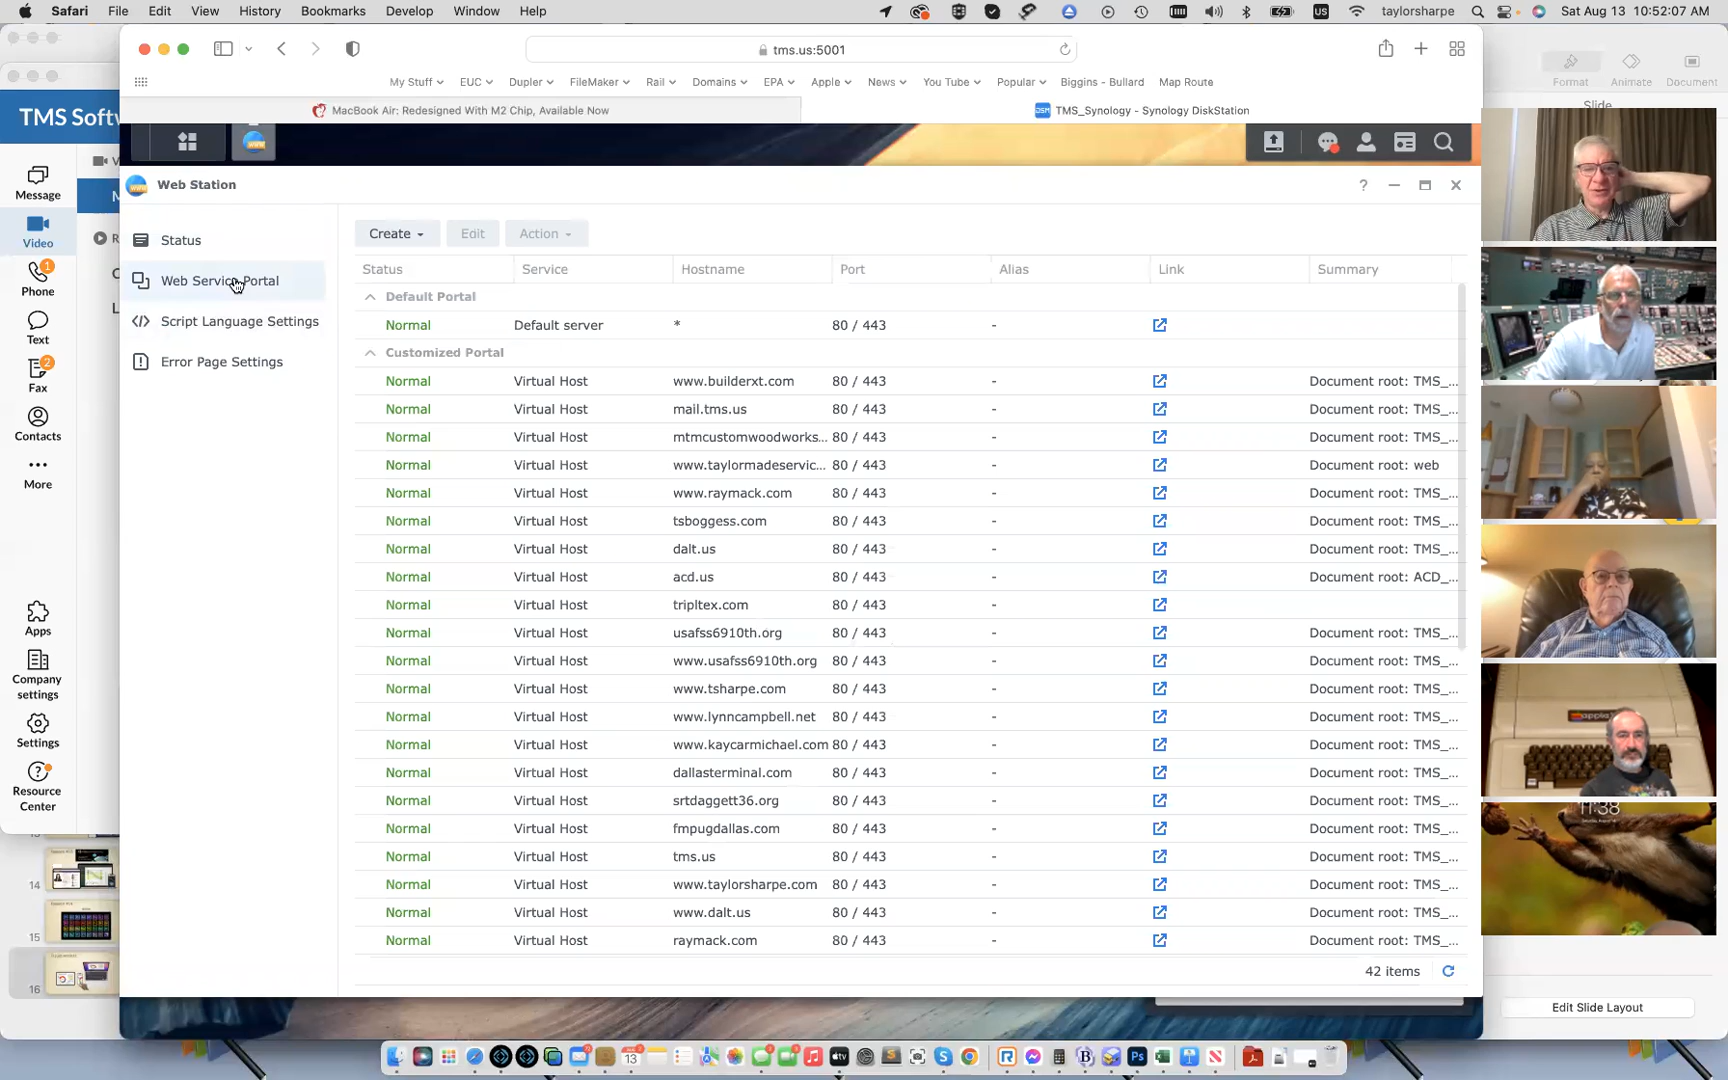 Safari File Edit View History Bookmarks Develop Window Help US taylorsharpe Sat Aug 13 10:52:07 AM
tms.us:5001
My Stuff EUC Dupler FileMaker Rail Domains EPA Apple News You Tube Popular Biggins - Bullard Map Route
MacBook Air: Redesigned With M2 Chip, Available Now
DSM TMS_Synology - Synology DiskStation
Format Animate Document
Slide
TMS Softw
Message
Video
Phone 1
Text
Fax 2
Contacts
More
Apps
Company settings
Settings
Resource Center
Web Station
Status
Web Service Portal
Script Language Settings
Error Page Settings
Create Edit Action
Status Service Hostname Port Alias Link Summary
Default Portal
Normal Default server * 80 / 443 -
Customized Portal
Normal Virtual Host www.builderxt.com 80 / 443 - Document root: TMS_...
Normal Virtual Host mail.tms.us 80 / 443 - Document root: TMS_...
Normal Virtual Host mtmcustomwoodworks... 80 / 443 - Document root: TMS_...
Normal Virtual Host www.taylormadeservic... 80 / 443 - Document root: web
Normal Virtual Host www.raymack.com 80 / 443 - Document root: TMS_...
Normal Virtual Host tsboggess.com 80 / 443 - Document root: TMS_...
Normal Virtual Host dalt.us 80 / 443 - Document root: TMS_...
Normal Virtual Host acd.us 80 / 443 - Document root: ACD_...
Normal Virtual Host tripltex.com 80 / 443 -
Normal Virtual Host usafss6910th.org 80 / 443 - Document root: TMS_...
Normal Virtual Host www.usafss6910th.org 80 / 443 - Document root: TMS_...
Normal Virtual Host www.tsharpe.com 80 / 443 - Document root: TMS_...
Normal Virtual Host www.lynncampbell.net 80 / 443 - Document root: TMS_...
Normal Virtual Host www.kaycarmichael.com 80 / 443 - Document root: TMS_...
Normal Virtual Host dallasterminal.com 80 / 443 - Document root: TMS_...
Normal Virtual Host srtdaggett36.org 80 / 443 - Document root: TMS_...
Normal Virtual Host fmpugdallas.com 80 / 443 - Document root: TMS_...
Normal Virtual Host tms.us 80 / 443 - Document root: TMS_...
Normal Virtual Host www.taylorsharpe.com 80 / 443 - Document root: TMS_...
Normal Virtual Host www.dalt.us 80 / 443 - Document root: TMS_...
Normal Virtual Host raymack.com 80 / 443 - Document root: TMS_...
42 items
14
15
16
11:38
Edit Slide Layout